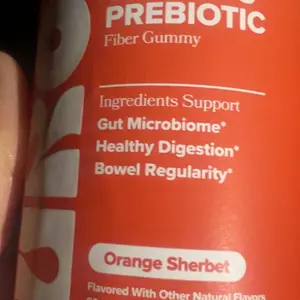 PREBIOTIC
Fiber Gummy
Ingredients Support
Gut Microbiome*
Healthy Digestion*
Bowel Regularity*
Orange Sherbet
Flavored With Other Natural Flavors